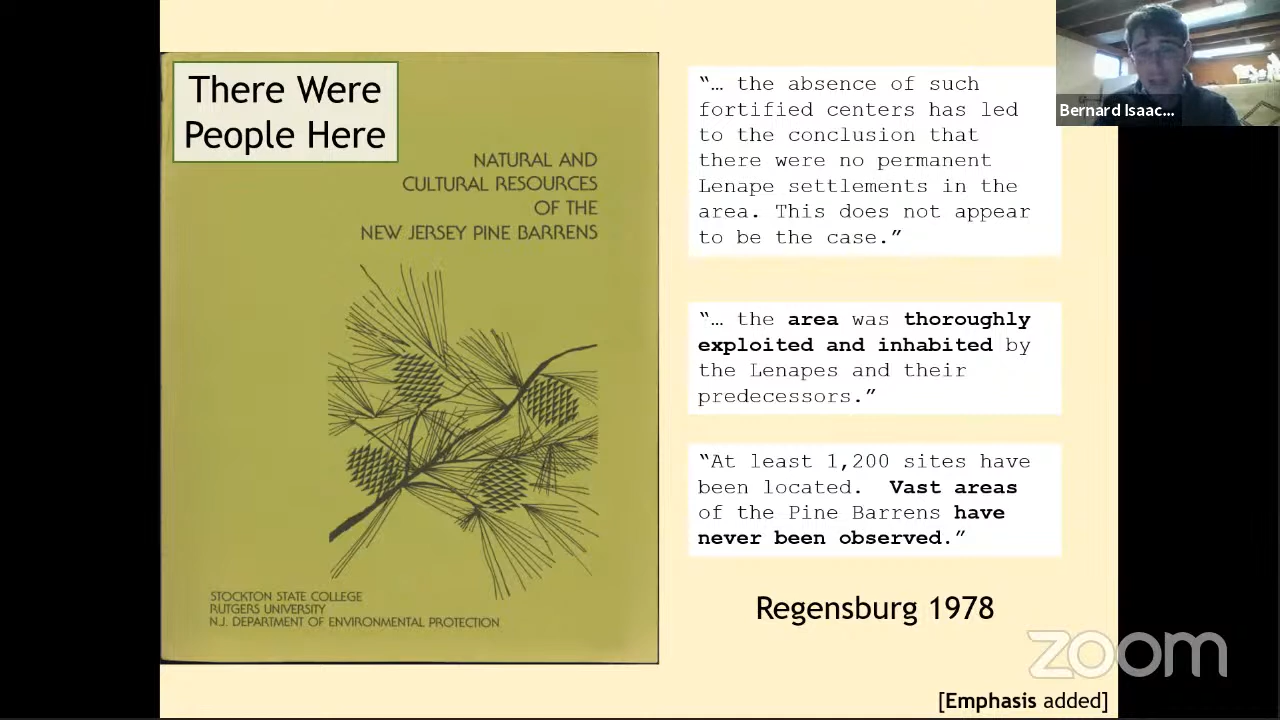 There Were
People Here
NATURAL AND
CULTURAL RESOURCES
OF THE
NEW JERSEY PINE BARRENS
STOCKTON STATE COLLEGE
RUTGERS UNIVERSITY
N.J. DEPARTMENT OF ENVIRONMENTAL PROTECTION
“… the absence of such
fortified centers has led
to the conclusion that
there were no permanent
Lenape settlements in the
area. This does not appear
to be the case.”
“… the area was thoroughly
exploited and inhabited by
the Lenapes and their
predecessors.”
“At least 1,200 sites have
been located.  Vast areas
of the Pine Barrens have
never been observed.”
Regensburg 1978
[Emphasis added]
Bernard Isaac...
zoom